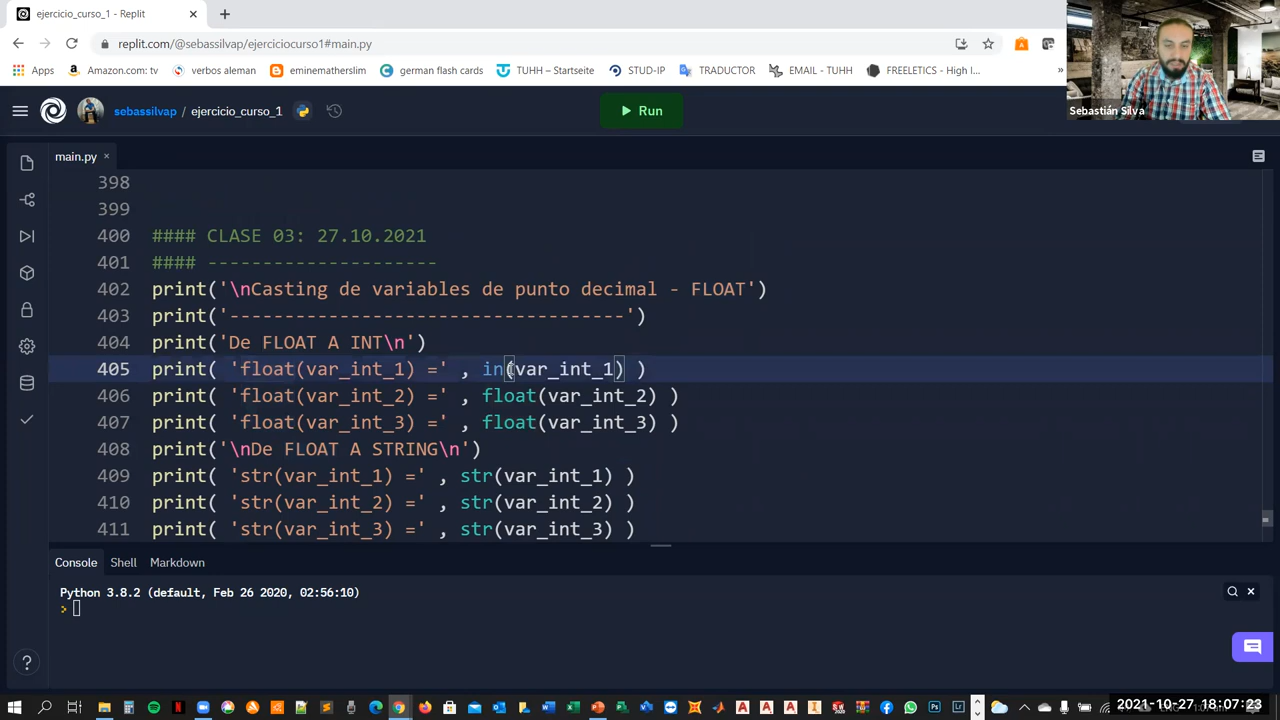 ejercicio_curso_1 - Replit
replit.com/@sebassilvap/ejerciciocurso1#main.py
Apps Amazon.com: tv verbos aleman eminematherslim german flash cards TUHH – Startseite STUD-IP TRADUCTOR EMAIL - TUHH FREELETICS - High I... »
Sebastián Silva
sebassilvap / ejercicio_curso_1
Run
main.py
398
399
400 #### CLASE 03: 27.10.2021
401 #### ---------------------
402 print('\nCasting de variables de punto decimal - FLOAT')
403 print('------------------------------------')
404 print('De FLOAT A INT\n')
405 print( 'float(var_int_1) =' , in(var_int_1) )
406 print( 'float(var_int_2) =' , float(var_int_2) )
407 print( 'float(var_int_3) =' , float(var_int_3) )
408 print('\nDe FLOAT A STRING\n')
409 print( 'str(var_int_1) =' , str(var_int_1) )
410 print( 'str(var_int_2) =' , str(var_int_2) )
411 print( 'str(var_int_3) =' , str(var_int_3) )
Console Shell Markdown
Python 3.8.2 (default, Feb 26 2020, 02:56:10)
>
2021-10-27 18:07:23